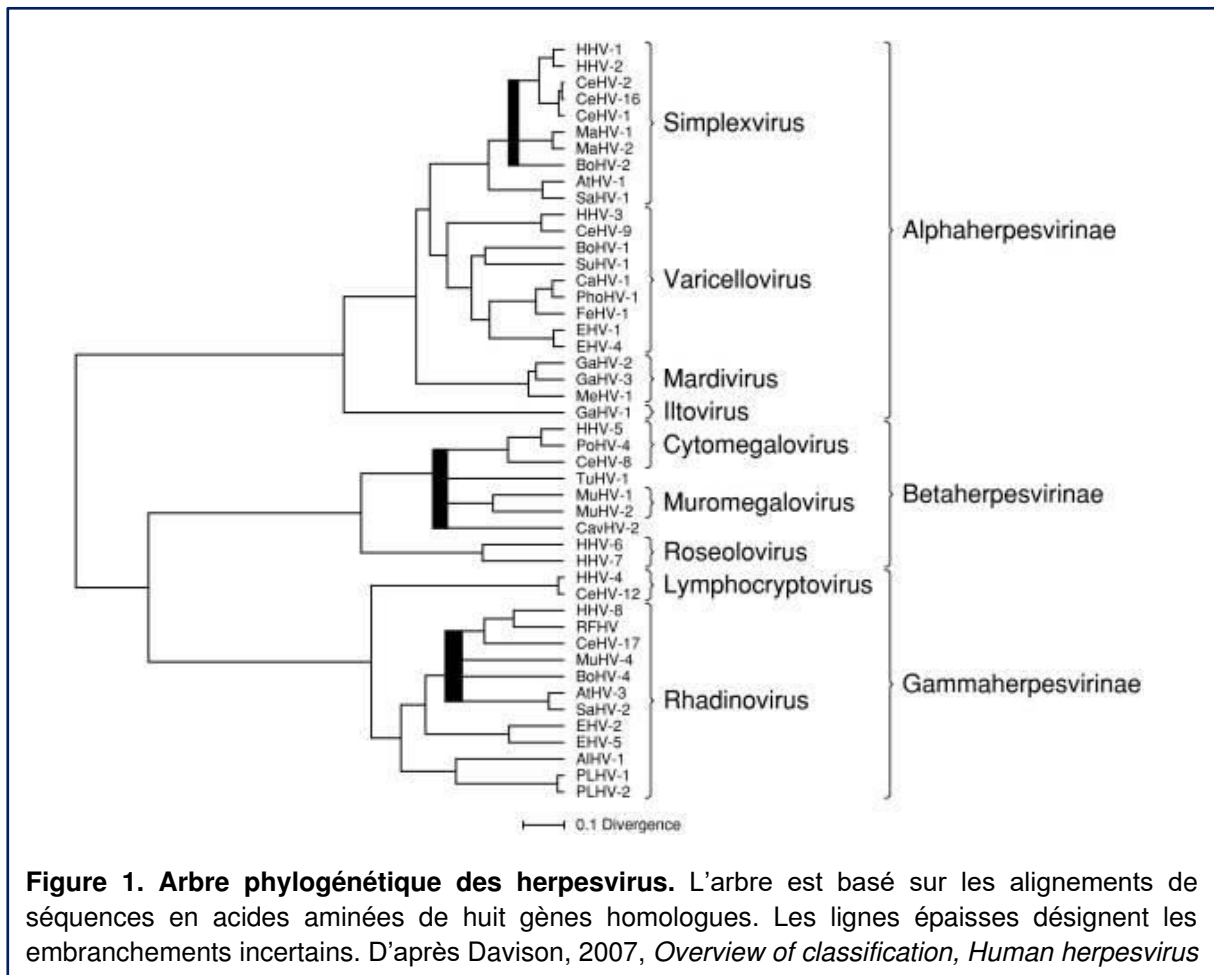 HHV-1
HHV-2
CeHV-2
CeHV-16
CeHV-1
MaHV-1
MaHV-2
BoHV-2
AtHV-1
SaHV-1
Simplexvirus
HHV-3
CeHV-9
BoHV-1
SuHV-1
CaHV-1
PhoHV-1
FeHV-1
EHV-1
EHV-4
Varicellovirus
GaHV-2
GaHV-3
MeHV-1
Mardivirus
GaHV-1
Iltovirus
Alphaherpesvirinae
HHV-5
PoHV-4
CeHV-8
Cytomegalovirus
TuHV-1
MuHV-1
MuHV-2
Muromegalovirus
CavHV-2
HHV-6
HHV-7
Roseolovirus
Betaherpesvirinae
HHV-4
CeHV-12
Lymphocryptovirus
HHV-8
RFHV
CeHV-17
MuHV-4
BoHV-4
AtHV-3
SaHV-2
EHV-2
EHV-5
AlHV-1
PLHV-1
PLHV-2
Rhadinovirus
Gammaherpesvirinae
0.1 Divergence
Figure 1. Arbre phylogénétique des herpesvirus. L'arbre est basé sur les alignements de
séquences en acides aminées de huit gènes homologues. Les lignes épaisses désignent les
embranchements incertains. D'après Davison, 2007, Overview of classification, Human herpesvirus